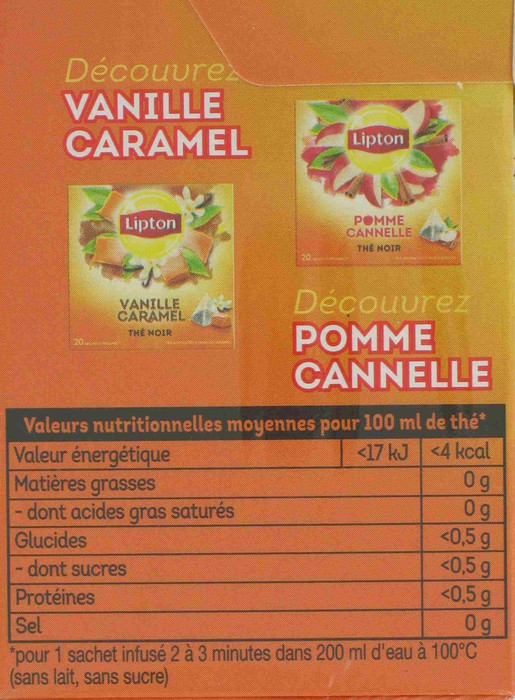 Découvrez
VANILLE
CARAMEL
Lipton
VANILLE
CARAMEL
THÉ NOIR
20
Lipton
POMME
CANNELLE
THÉ NOIR
20
Découvrez
POMME
CANNELLE
Valeurs nutritionnelles moyennes pour 100 ml de thé*
Valeur énergétique <17 kJ <4 kcal
Matières grasses 0 g
- dont acides gras saturés 0 g
Glucides <0,5 g
- dont sucres <0,5 g
Protéines <0,5 g
Sel 0 g
*pour 1 sachet infusé 2 à 3 minutes dans 200 ml d'eau à 100°C
(sans lait, sans sucre)